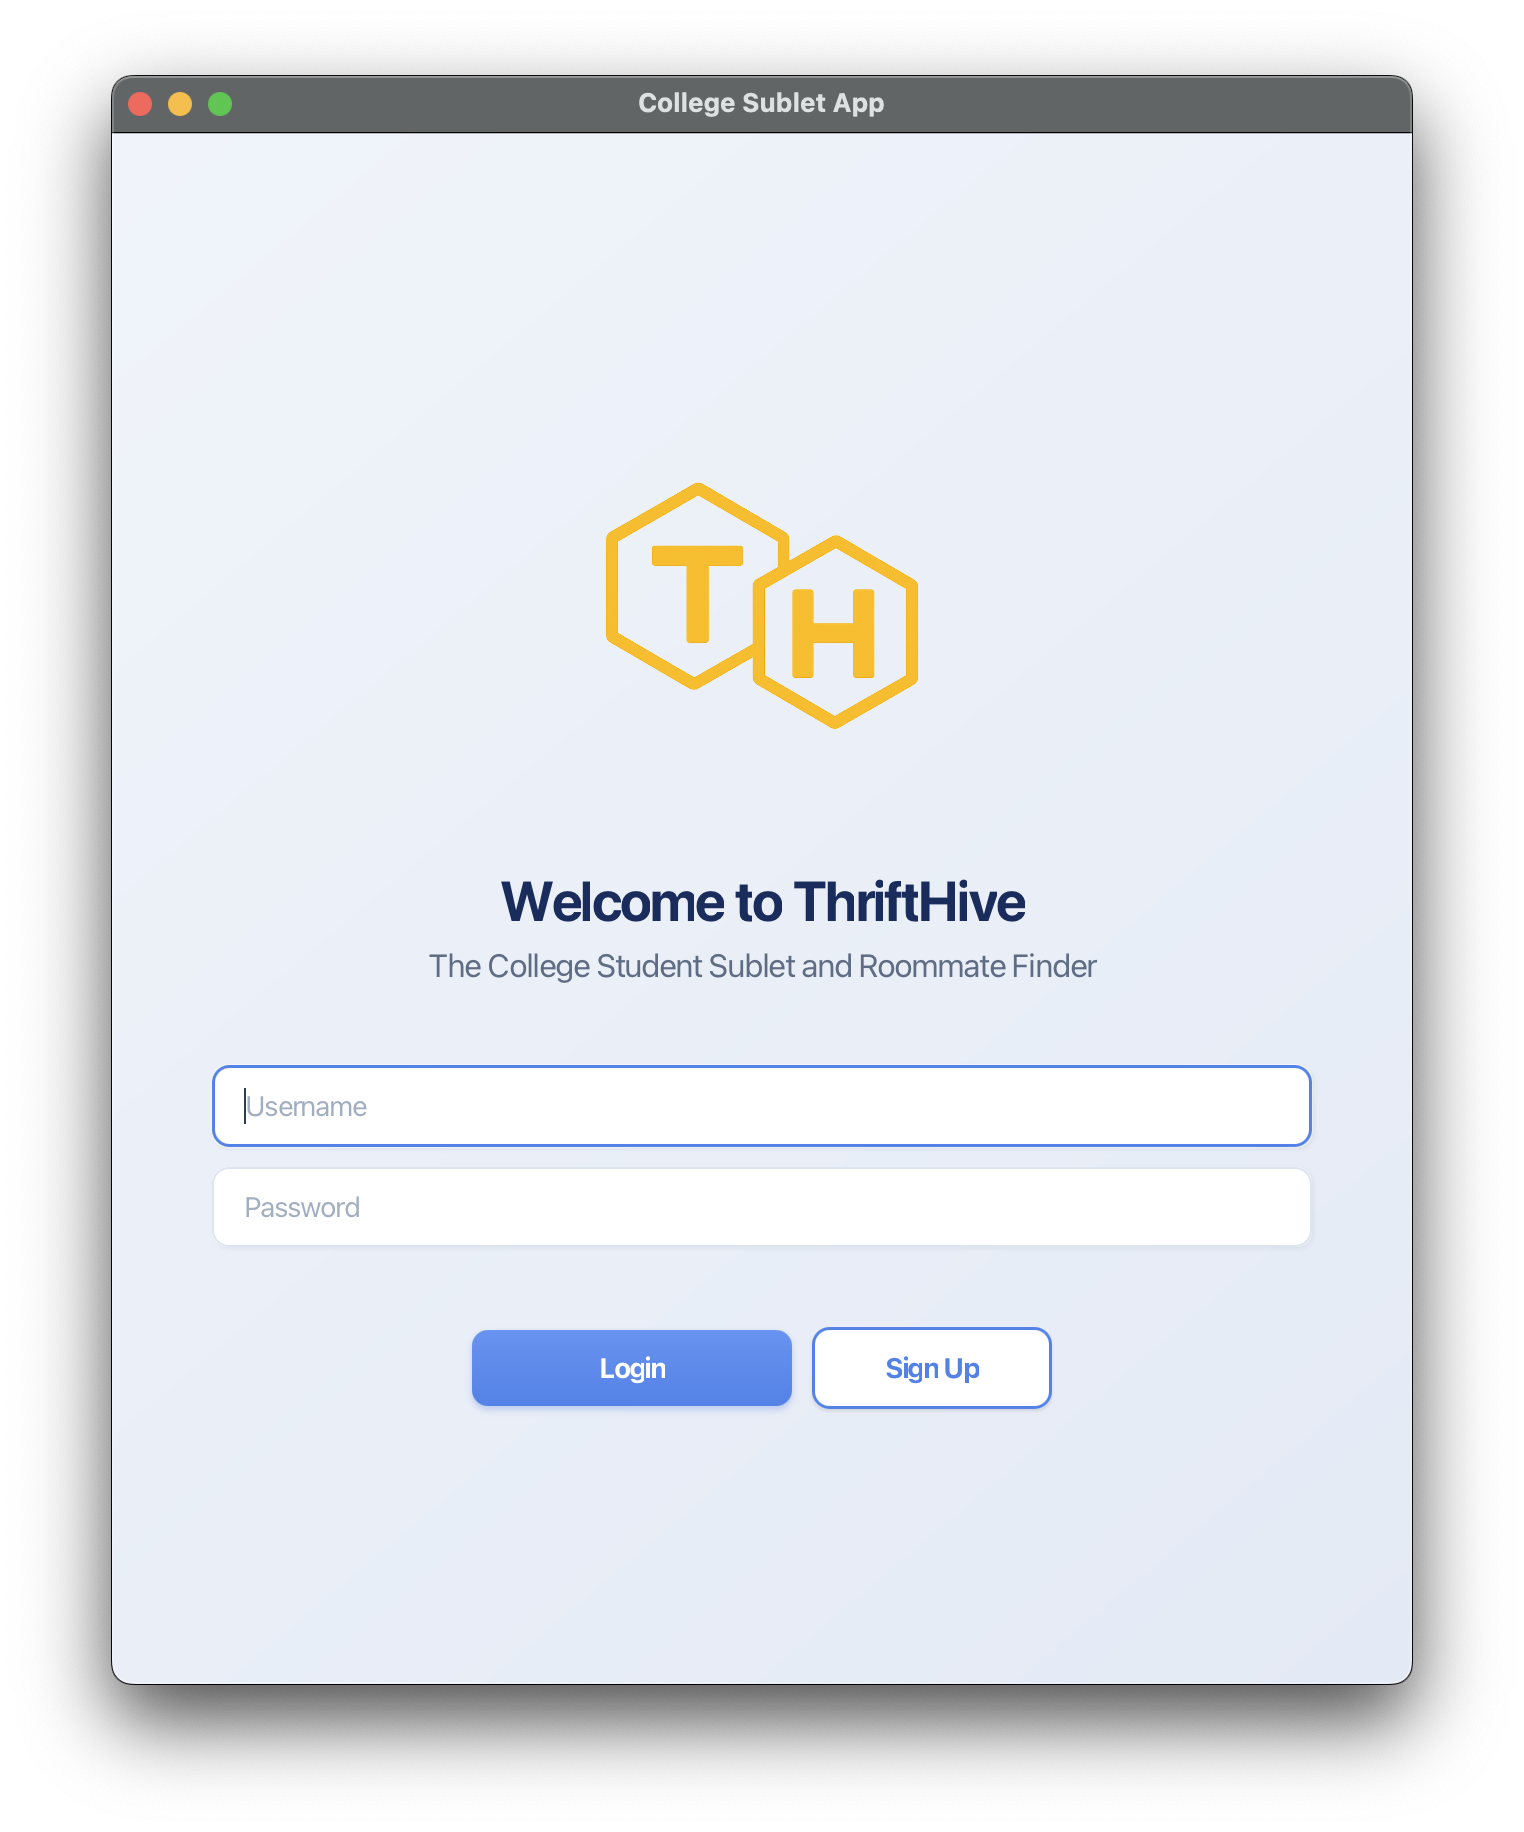 College Sublet App
T H
Welcome to ThriftHive
The College Student Sublet and Roommate Finder
Username
Password
Login Sign Up